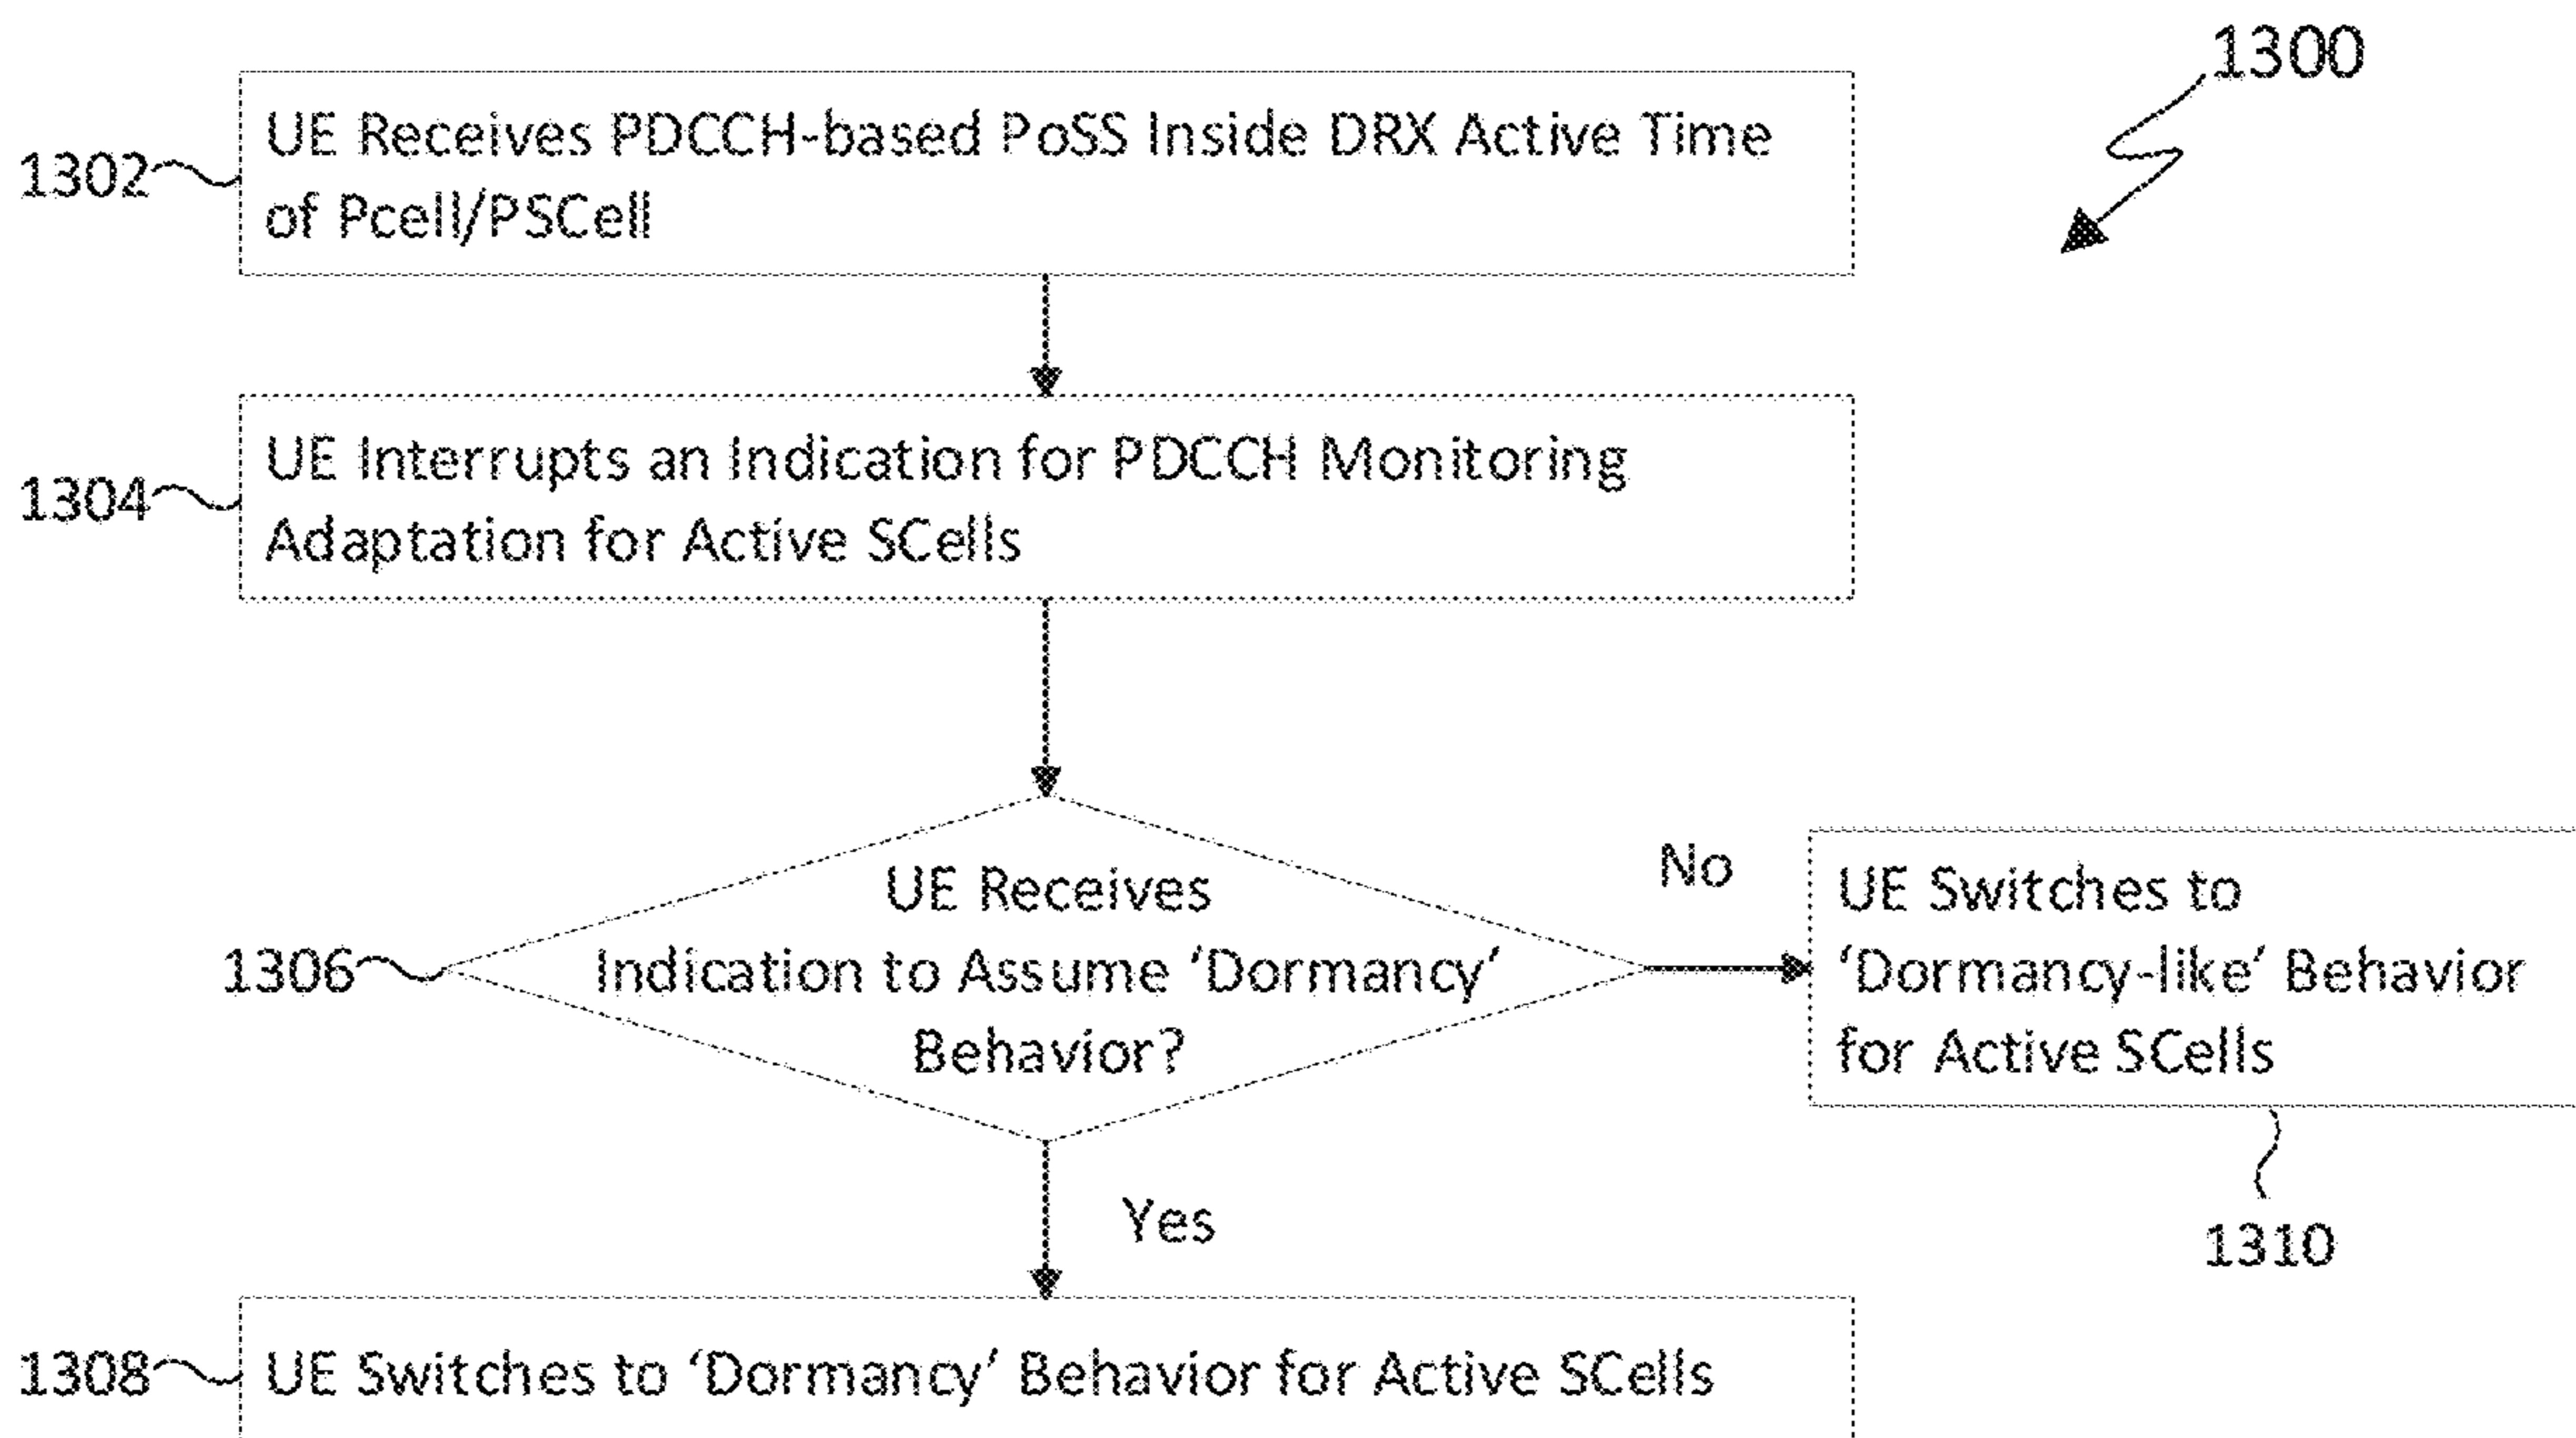 1300
1302
UE Receives PDCCH-based PoSS Inside DRX Active Time
of Pcell/PSCell
1304
UE Interrupts an Indication for PDCCH Monitoring
Adaptation for Active SCells
1306
UE Receives
Indication to Assume ‘Dormancy’
Behavior?
No
UE Switches to
‘Dormancy-like’ Behavior
for Active SCells
1310
Yes
1308
UE Switches to ‘Dormancy’ Behavior for Active SCells